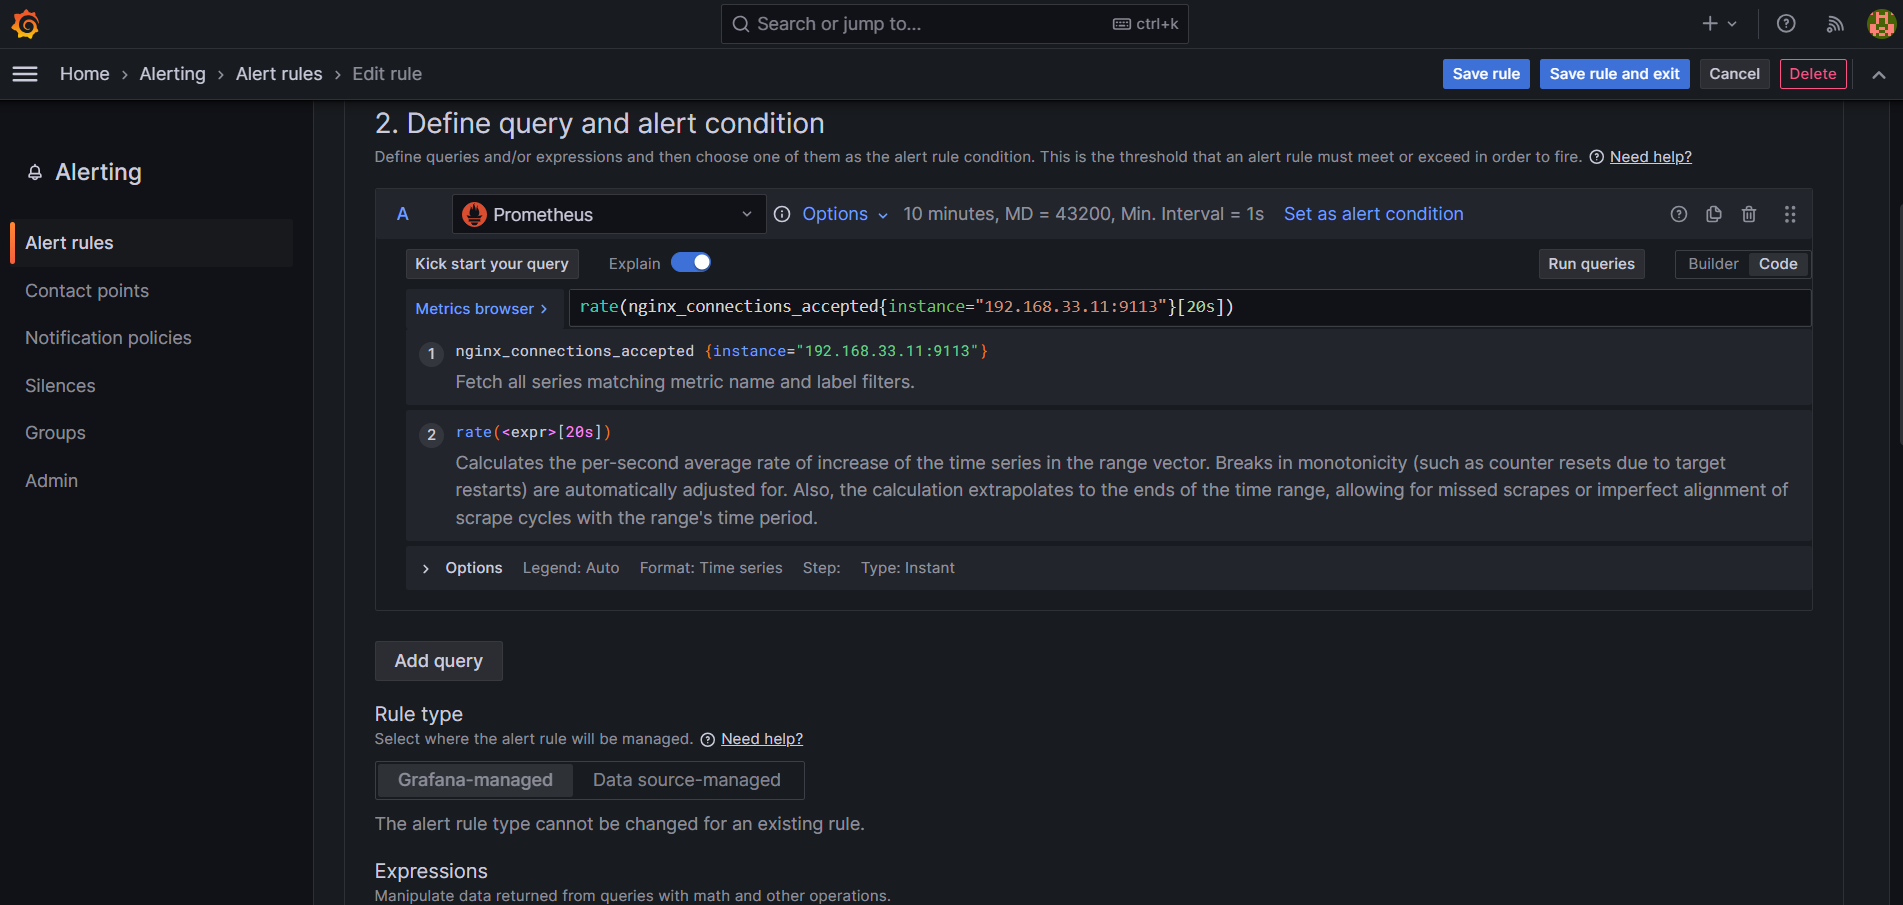 Search or jump to...
ctrl+k
Home › Alerting › Alert rules › Edit rule
Save rule
Save rule and exit
Cancel
Delete
Alerting
Alert rules
Contact points
Notification policies
Silences
Groups
Admin
2. Define query and alert condition
Define queries and/or expressions and then choose one of them as the alert rule condition. This is the threshold that an alert rule must meet or exceed in order to fire. Need help?
A
Prometheus
Options
10 minutes, MD = 43200, Min. Interval = 1s
Set as alert condition
Kick start your query
Explain
Run queries
Builder
Code
Metrics browser >
rate(nginx_connections_accepted{instance="192.168.33.11:9113"}[20s])
1
nginx_connections_accepted {instance="192.168.33.11:9113"}
Fetch all series matching metric name and label filters.
2
rate(<expr>[20s])
Calculates the per-second average rate of increase of the time series in the range vector. Breaks in monotonicity (such as counter resets due to target
restarts) are automatically adjusted for. Also, the calculation extrapolates to the ends of the time range, allowing for missed scrapes or imperfect alignment of
scrape cycles with the range's time period.
Options Legend: Auto Format: Time series Step: Type: Instant
Add query
Rule type
Select where the alert rule will be managed. Need help?
Grafana-managed
Data source-managed
The alert rule type cannot be changed for an existing rule.
Expressions
Manipulate data returned from queries with math and other operations.